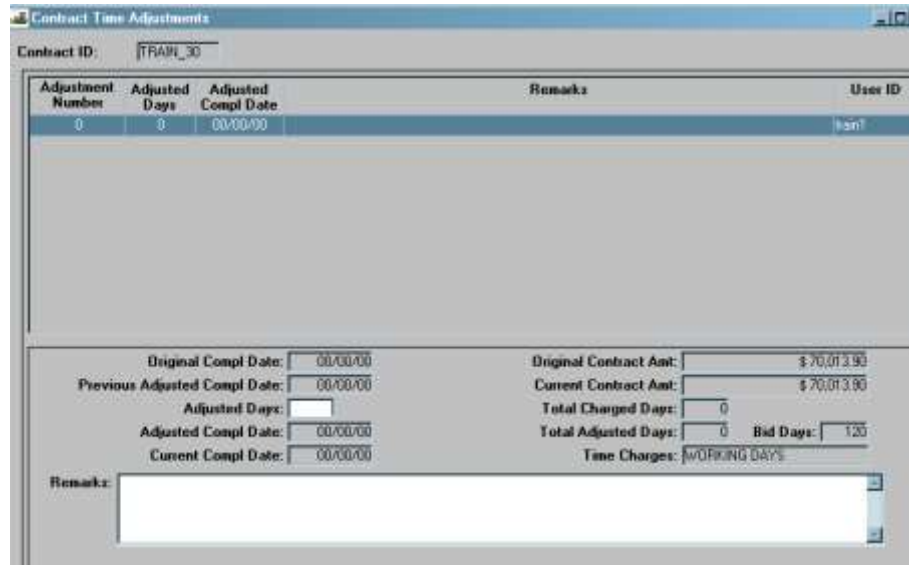 Contract Time Adjustments
Contract ID: TRAIN_30
Adjustment Number Adjusted Days Adjusted Compl Date Remarks User ID
0 0 00/00/00 train1
Original Compl Date: 00/00/00 Original Contract Amt: $ 70,013.90
Previous Adjusted Compl Date: 00/00/00 Current Contract Amt: $ 70,013.90
Adjusted Days: Total Charged Days: 0
Adjusted Compl Date: 00/00/00 Total Adjusted Days: 0 Bid Days: 120
Current Compl Date: 00/00/00 Time Charges: WORKING DAYS
Remarks: